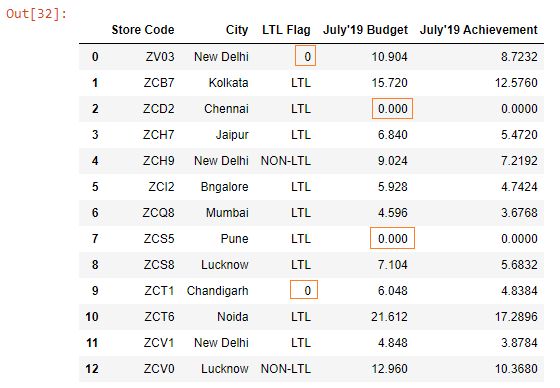 Out[32]:
Store Code City LTL Flag July'19 Budget July'19 Achievement
0 ZV03 New Delhi 0 10.904 8.7232
1 ZCB7 Kolkata LTL 15.720 12.5760
2 ZCD2 Chennai LTL 0.000 0.0000
3 ZCH7 Jaipur LTL 6.840 5.4720
4 ZCH9 New Delhi NON-LTL 9.024 7.2192
5 ZCI2 Bngalore LTL 5.928 4.7424
6 ZCQ8 Mumbai LTL 4.596 3.6768
7 ZCS5 Pune LTL 0.000 0.0000
8 ZCS8 Lucknow LTL 7.104 5.6832
9 ZCT1 Chandigarh 0 6.048 4.8384
10 ZCT6 Noida LTL 21.612 17.2896
11 ZCV1 New Delhi LTL 4.848 3.8784
12 ZCV0 Lucknow NON-LTL 12.960 10.3680